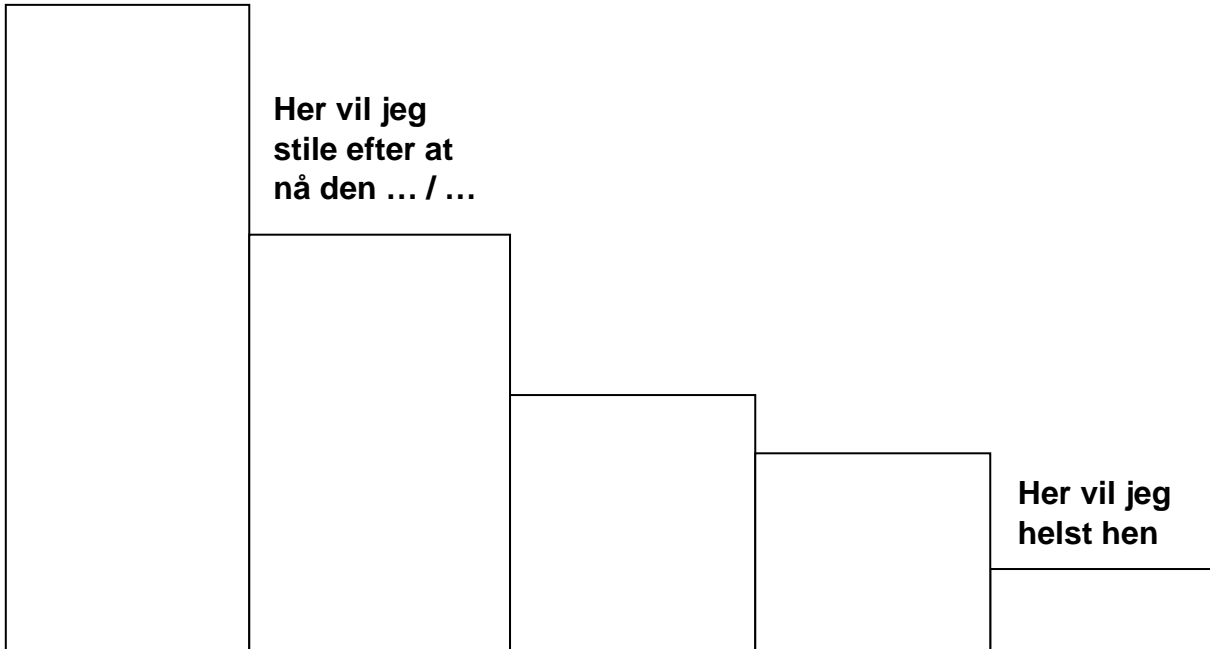 Her vil jeg
stile efter at
nå den … / …
Her vil jeg
helst hen